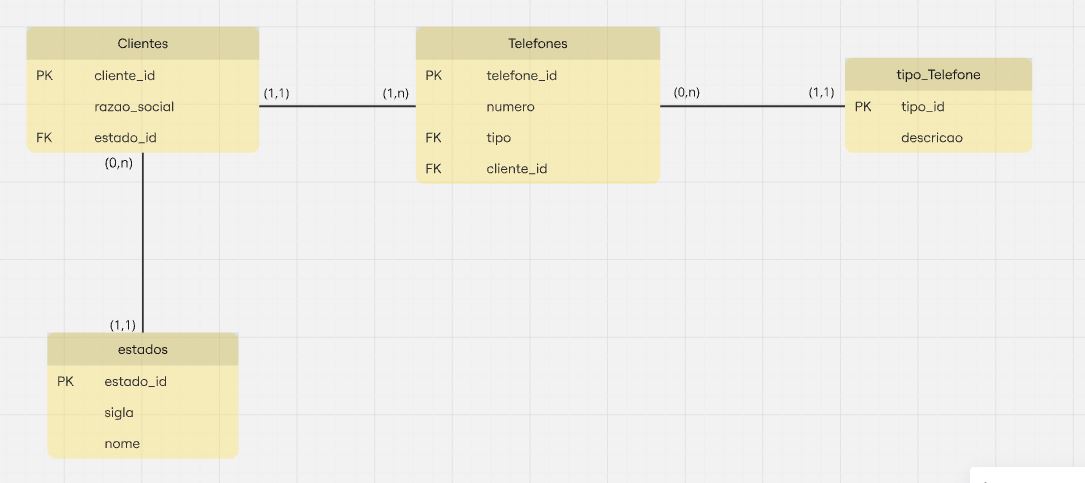 Clientes
PK cliente_id
razao_social
FK estado_id
(1,1)
(1,n)
Telefones
PK telefone_id
numero
FK tipo
FK cliente_id
(0,n)
(1,1)
tipo_Telefone
PK tipo_id
descricao
(0,n)
(1,1)
estados
PK estado_id
sigla
nome